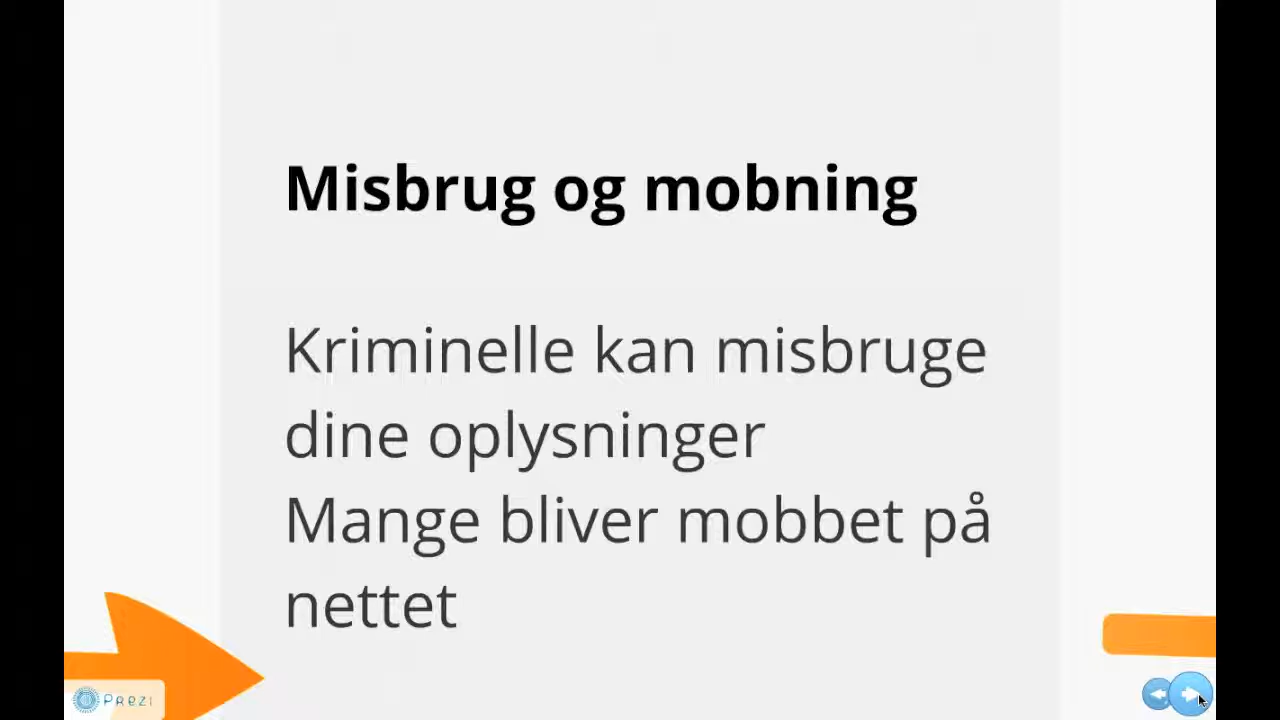 Misbrug og mobning
Kriminelle kan misbruge
dine oplysninger
Mange bliver mobbet på
nettet
Prezi